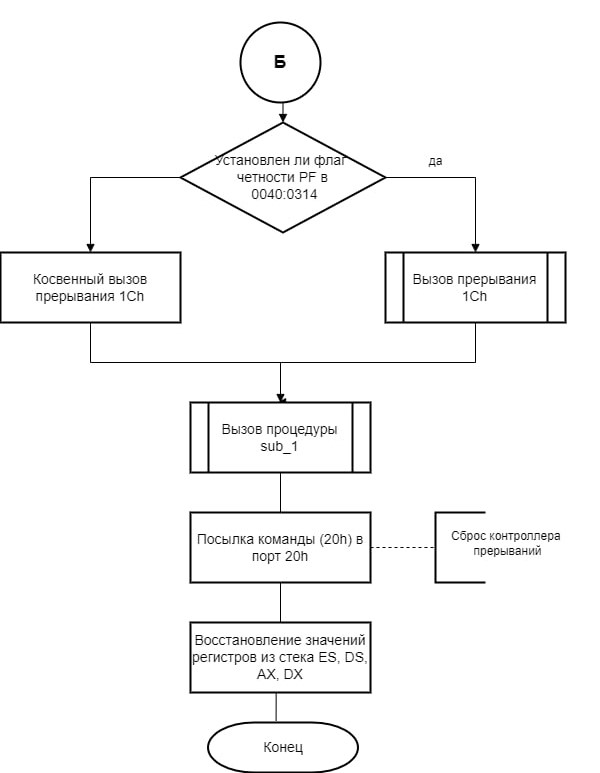 Б
Установлен ли флаг
четности PF в
0040:0314
да
Косвенный вызов
прерывания 1Ch
Вызов прерывания
1Ch
Вызов процедуры
sub_1
Посылка команды (20h) в
порт 20h
Сброс контроллера
прерываний
Восстановление значений
регистров из стека ES, DS,
AX, DX
Конец